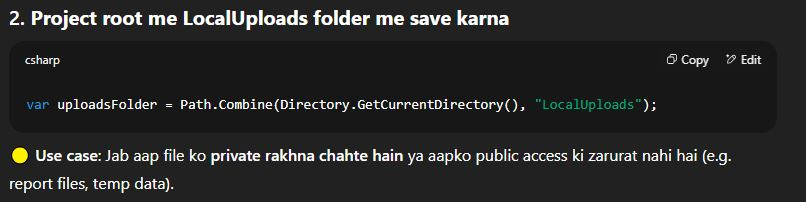 2. Project root me LocalUploads folder me save karna
csharp
Copy
Edit
var uploadsFolder = Path.Combine(Directory.GetCurrentDirectory(), "LocalUploads");
🟡 Use case: Jab aap file ko private rakhna chahte hain ya aapko public access ki zarurat nahi hai (e.g.
report files, temp data).